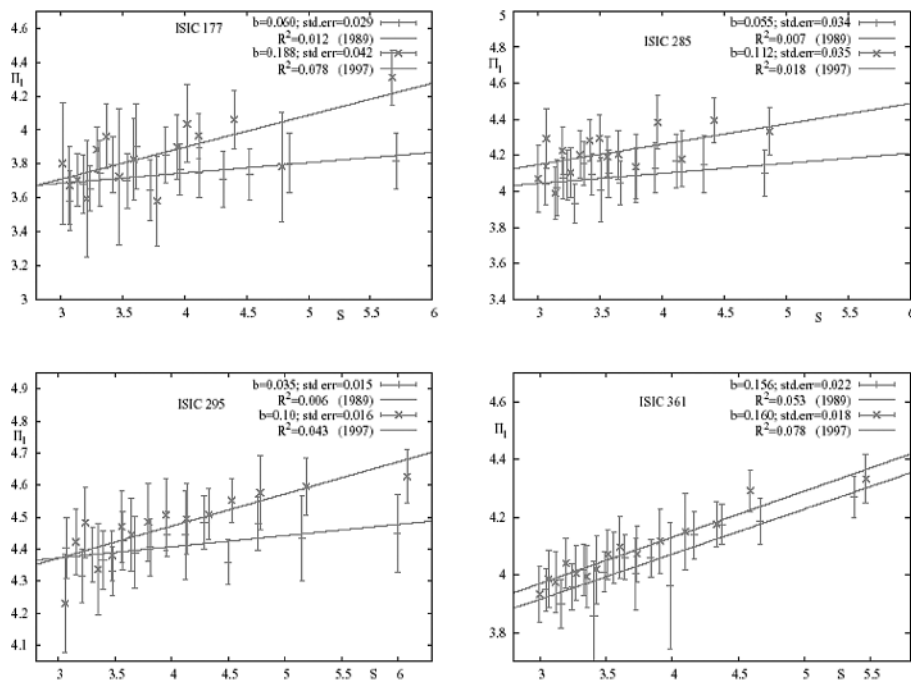 ISIC 177
b=0.060; std.err=0.029
R²=0.012 (1989)
b=0.188; std err=0.042
R²=0.078 (1997)
Π₁
4.6
4.4
4.2
4
3.8
3.6
3.4
3.2
3
3 3.5 4 4.5 S 5 5.5 6
ISIC 285
b=0.055; std.err=0.034
R²=0.007 (1989)
b=0.112; std err=0.035
R²=0.018 (1997)
Π₁
5
4.8
4.6
4.4
4.2
4
3.8
3.6
3.4
3 3.5 4 4.5 5 S 5.5 6
ISIC 295
b=0.035; std err=0.015
R²=0.006 (1989)
b=0.10; std err=0.016
R²=0.043 (1997)
Π₁
4.9
4.8
4.7
4.6
4.5
4.4
4.3
4.2
4.1
3 3.5 4 4.5 5 5.5 S 6
ISIC 361
b=0.156; std.err=0.022
R²=0.053 (1989)
b=0.160; std.err=0.018
R²=0.078 (1997)
Π₁
4.6
4.4
4.2
4
3.8
3 3.5 4 4.5 5 S 5.5